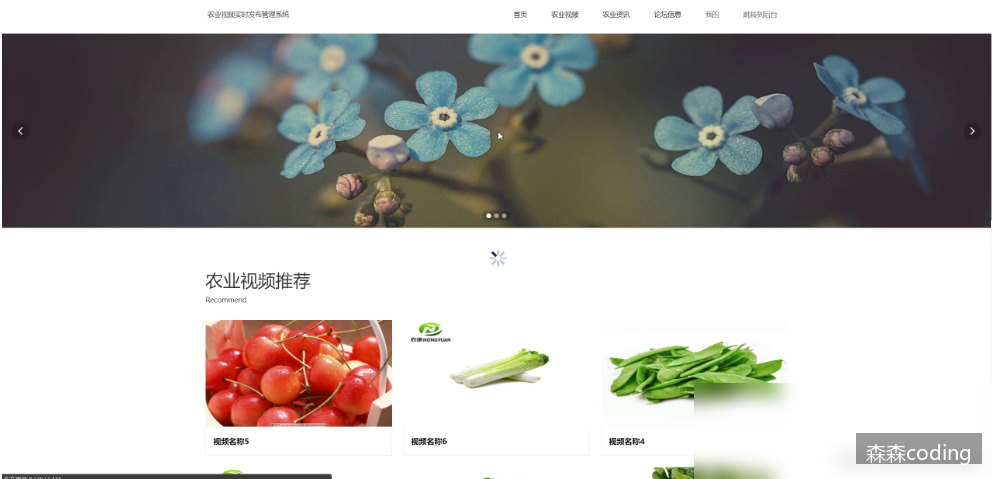 农业视频实时发布管理系统
首页 农业视频 农业资讯 论坛信息 我的 跳转到后台
农业视频推荐
Recommend
农源 HONGYUAN
视频名称5
视频名称6
视频名称4
森森coding